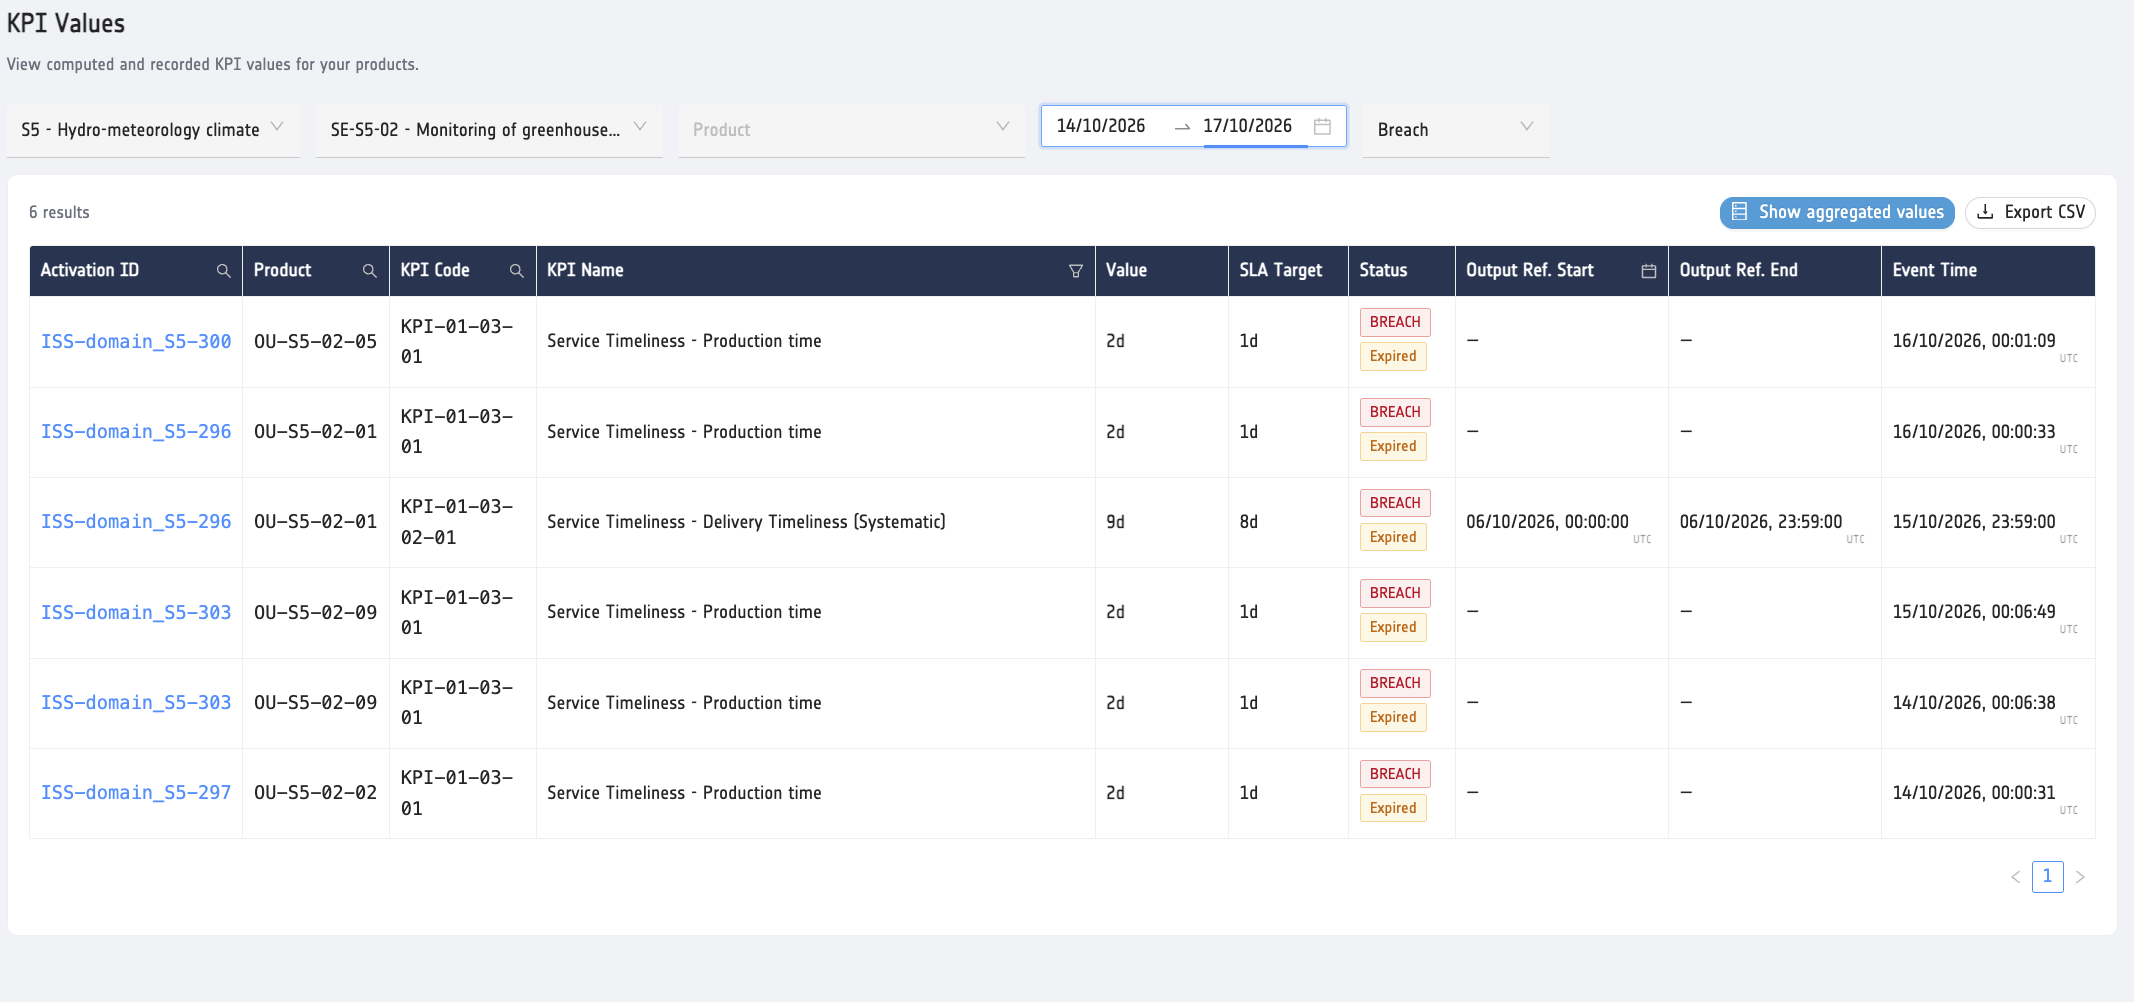 KPI Values
View computed and recorded KPI values for your products.
S5 - Hydro-meteorology climate
SE-S5-02 - Monitoring of greenhouse...
Product
14/10/2026 → 17/10/2026
Breach
6 results
Show aggregated values
Export CSV
Activation ID Product KPI Code KPI Name Value SLA Target Status Output Ref. Start Output Ref. End Event Time
ISS-domain_S5-300 OU-S5-02-05 KPI-01-03-
01 Service Timeliness - Production time 2d 1d BREACH
Expired — — 16/10/2026, 00:01:09
UTC
ISS-domain_S5-296 OU-S5-02-01 KPI-01-03-
01 Service Timeliness - Production time 2d 1d BREACH
Expired — — 16/10/2026, 00:00:33
UTC
ISS-domain_S5-296 OU-S5-02-01 KPI-01-03-
02-01 Service Timeliness - Delivery Timeliness (Systematic) 9d 8d BREACH
Expired 06/10/2026, 00:00:00
UTC 06/10/2026, 23:59:00
UTC 15/10/2026, 23:59:00
UTC
ISS-domain_S5-303 OU-S5-02-09 KPI-01-03-
01 Service Timeliness - Production time 2d 1d BREACH
Expired — — 15/10/2026, 00:06:49
UTC
ISS-domain_S5-303 OU-S5-02-09 KPI-01-03-
01 Service Timeliness - Production time 2d 1d BREACH
Expired — — 14/10/2026, 00:06:38
UTC
ISS-domain_S5-297 OU-S5-02-02 KPI-01-03-
01 Service Timeliness - Production time 2d 1d BREACH
Expired — — 14/10/2026, 00:00:31
UTC
< 1 >